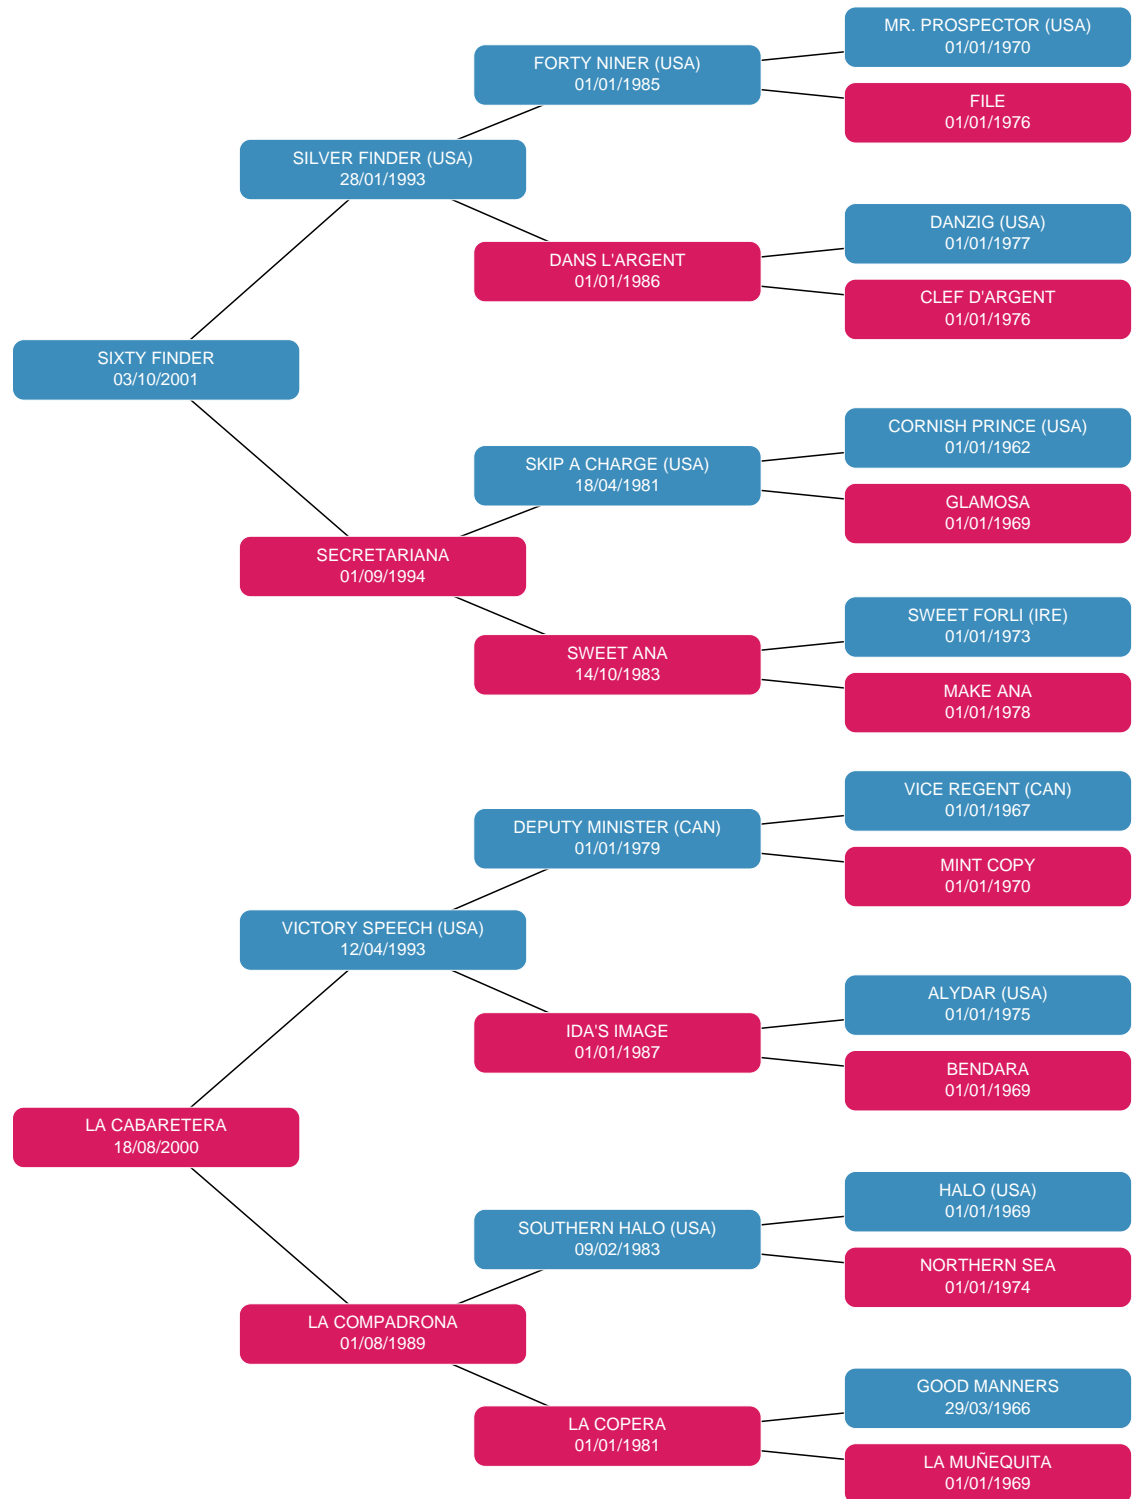 MR. PROSPECTOR (USA)
01/01/1970
FORTY NINER (USA)
01/01/1985
FILE
01/01/1976
SILVER FINDER (USA)
28/01/1993
DANZIG (USA)
01/01/1977
DANS L'ARGENT
01/01/1986
CLEF D'ARGENT
01/01/1976
SIXTY FINDER
03/10/2001
CORNISH PRINCE (USA)
01/01/1962
SKIP A CHARGE (USA)
18/04/1981
GLAMOSA
01/01/1969
SECRETARIANA
01/09/1994
SWEET FORLI (IRE)
01/01/1973
SWEET ANA
14/10/1983
MAKE ANA
01/01/1978
VICE REGENT (CAN)
01/01/1967
DEPUTY MINISTER (CAN)
01/01/1979
MINT COPY
01/01/1970
VICTORY SPEECH (USA)
12/04/1993
ALYDAR (USA)
01/01/1975
IDA'S IMAGE
01/01/1987
BENDARA
01/01/1969
LA CABARETERA
18/08/2000
HALO (USA)
01/01/1969
SOUTHERN HALO (USA)
09/02/1983
NORTHERN SEA
01/01/1974
LA COMPADRONA
01/08/1989
GOOD MANNERS
29/03/1966
LA COPERA
01/01/1981
LA MUÑEQUITA
01/01/1969